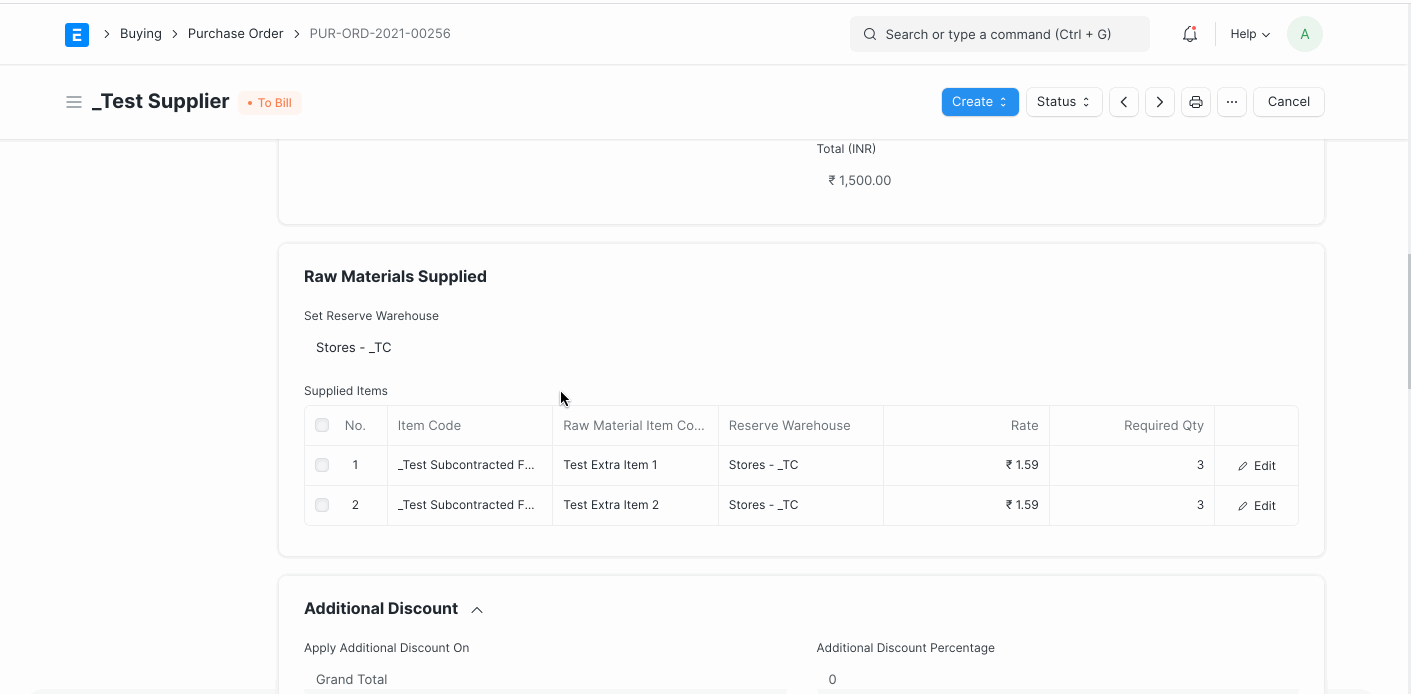 E > Buying > Purchase Order > PUR-ORD-2021-00256 Search or type a command (Ctrl + G) Help A
_Test Supplier • To Bill Create Status ... Cancel
Total (INR)
₹ 1,500.00
Raw Materials Supplied
Set Reserve Warehouse
Stores - _TC
Supplied Items
No. Item Code Raw Material Item Co... Reserve Warehouse Rate Required Qty
1 _Test Subcontracted F... Test Extra Item 1 Stores - _TC ₹ 1.59 3 Edit
2 _Test Subcontracted F... Test Extra Item 2 Stores - _TC ₹ 1.59 3 Edit
Additional Discount
Apply Additional Discount On Additional Discount Percentage
Grand Total 0